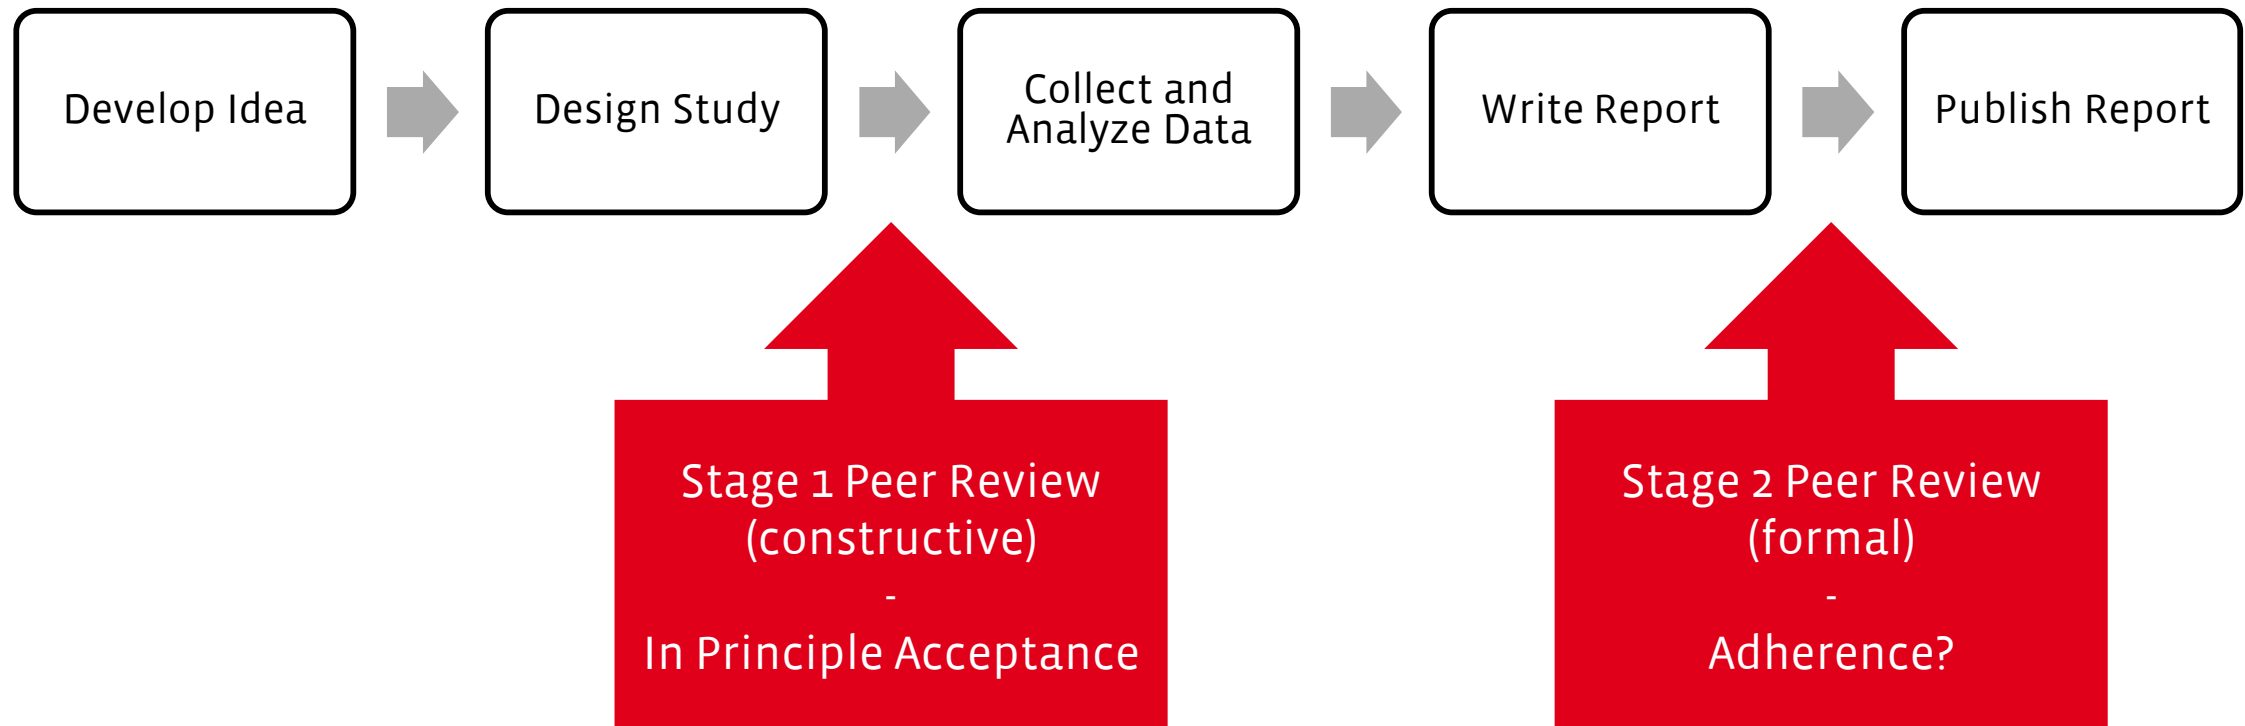 Develop Idea
Design Study
Collect and
Analyze Data
Write Report
Publish Report
Stage 1 Peer Review
(constructive)
-
In Principle Acceptance
Stage 2 Peer Review
(formal)
-
Adherence?